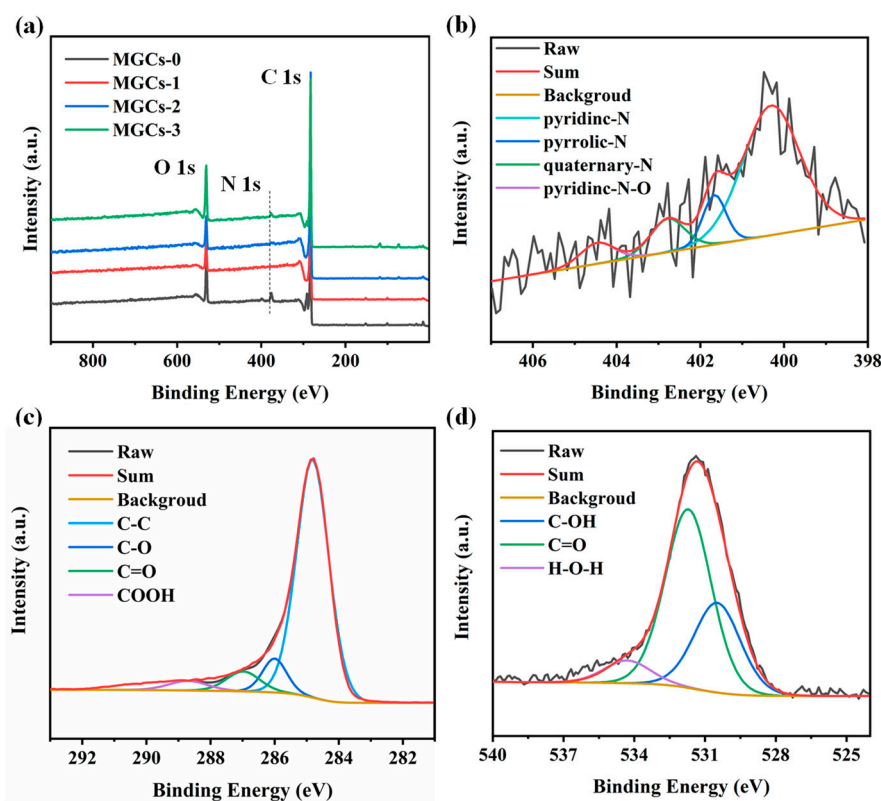 (a)
MGCs-0
MGCs-1
MGCs-2
MGCs-3
C 1s
O 1s
N 1s
Intensity (a.u.)
800 600 400 200
Binding Energy (eV)
(b)
Raw
Sum
Backgroud
pyridinc-N
pyrrolic-N
quaternary-N
pyridinc-N-O
Intensity (a.u.)
406 404 402 400 398
Binding Energy (eV)
(c)
Raw
Sum
Backgroud
C-C
C-O
C=O
COOH
Intensity (a.u.)
292 290 288 286 284 282
Binding Energy (eV)
(d)
Raw
Sum
Backgroud
C-OH
C=O
H-O-H
Intensity (a.u.)
540 537 534 531 528 525
Binding Energy (eV)